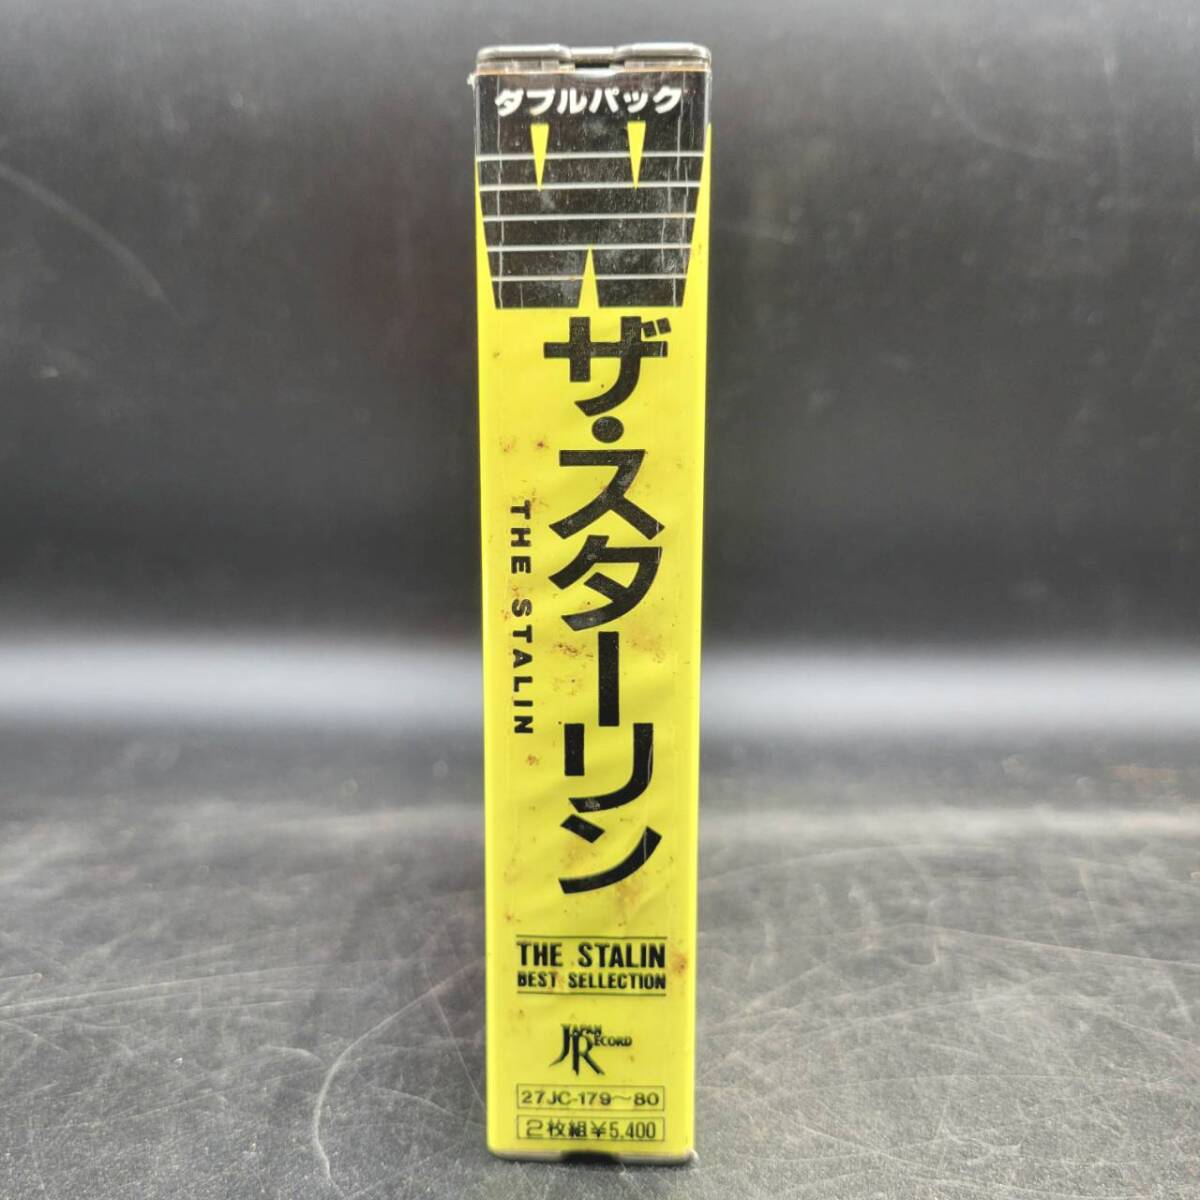 ダブルパック
ザ・スターリン
THE STALIN
THE STALIN
BEST SELLECTION
JAPAN
RECORD
27JC-179〜80
2枚組¥5,400